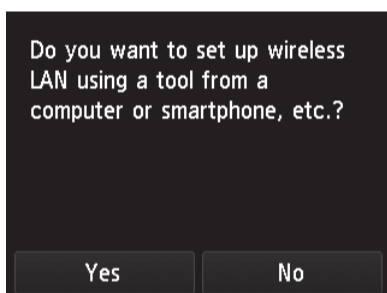 Do you want to set up wireless
LAN using a tool from a
computer or smartphone, etc.?
Yes
No